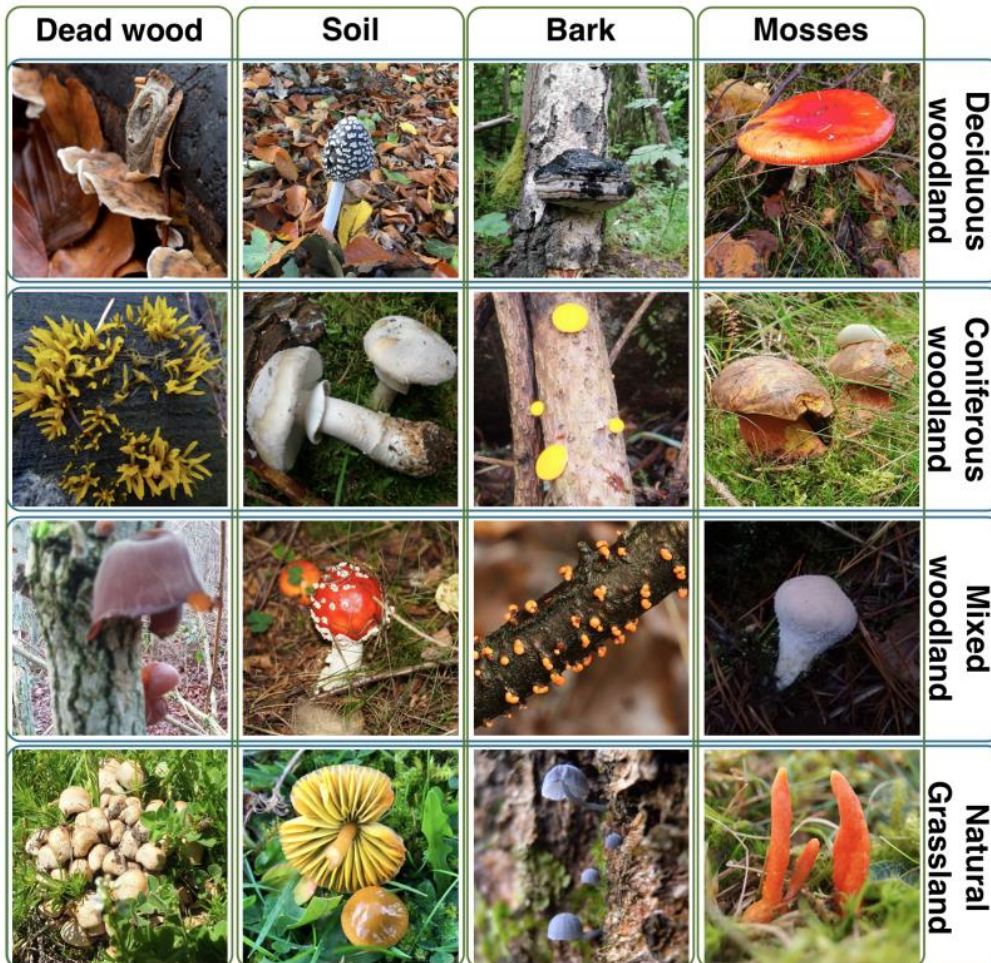 Dead wood
Soil
Bark
Mosses
Deciduous
woodland
Coniferous
woodland
Mixed
woodland
Natural
Grassland